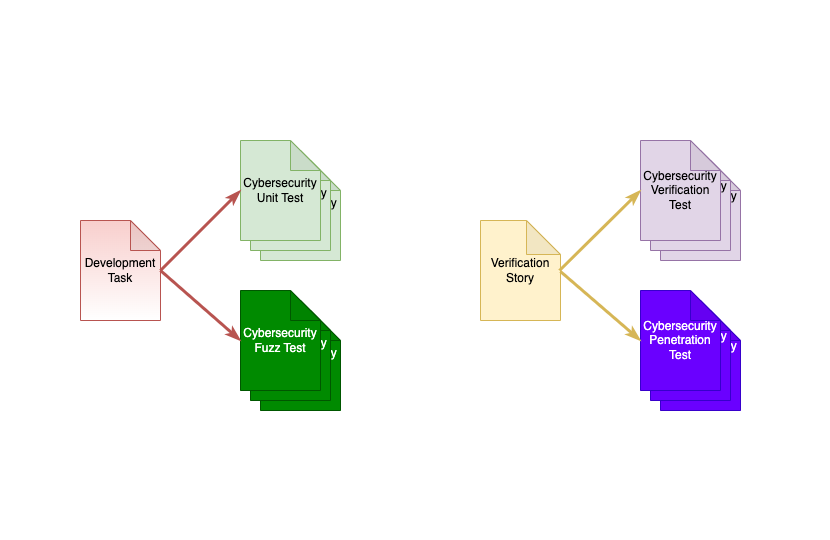 Cybersecurity
Unit Test
y
y
Cybersecurity
Verification
Test
y
y
Development
Task
Verification
Story
Cybersecurity
Fuzz Test
y
y
Cybersecurity
Penetration
Test
y
y